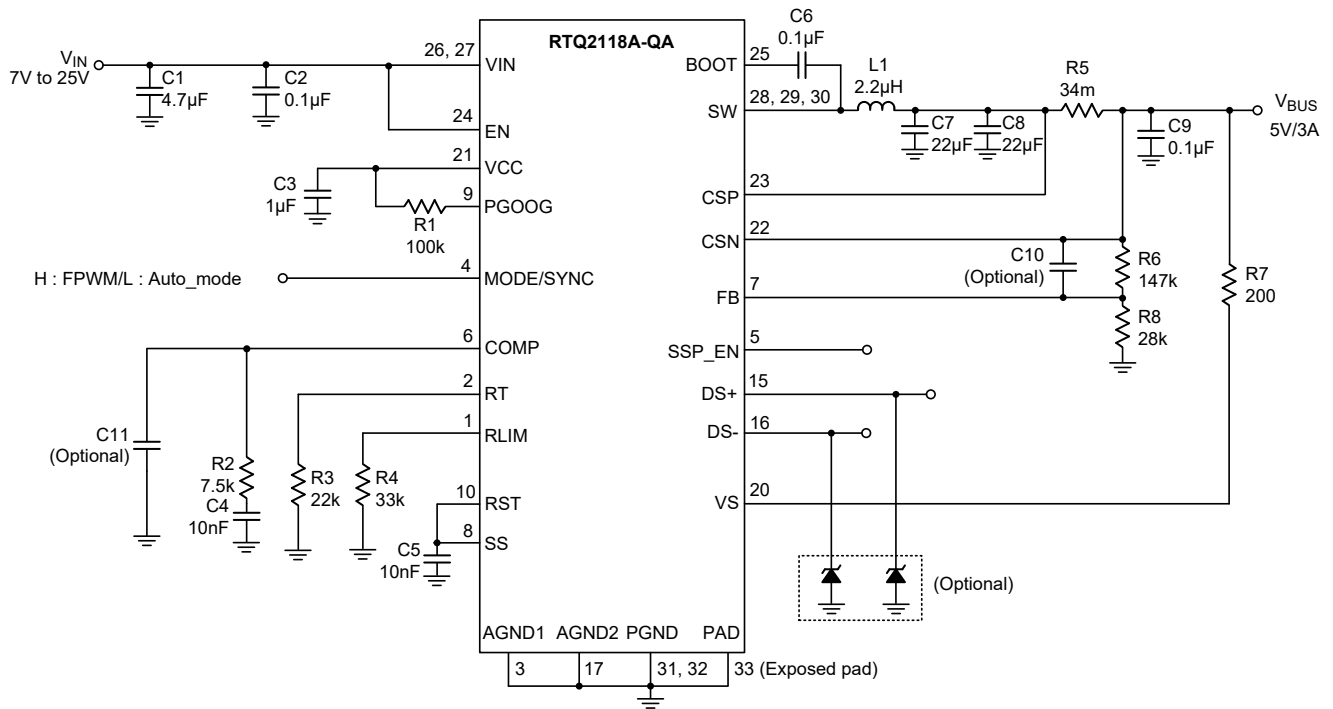 RTQ2118A-QA
V_IN
7V to 25V
C1
4.7µF
C2
0.1µF
26, 27
VIN
24
EN
21
VCC
C3
1µF
9
PGOOG
R1
100k
H : FPWM/L : Auto_mode
4
MODE/SYNC
6
COMP
2
RT
1
RLIM
C11
(Optional)
R2
7.5k
C4
10nF
R3
22k
R4
33k
10
RST
8
SS
C5
10nF
AGND1
AGND2
PGND
PAD
3
17
31, 32
33 (Exposed pad)
BOOT
25
C6
0.1µF
SW
28, 29, 30
L1
2.2µH
C7
22µF
C8
22µF
R5
34m
C9
0.1µF
V_BUS
5V/3A
CSP
23
CSN
22
C10
(Optional)
R6
147k
R7
200
FB
7
R8
28k
SSP_EN
5
DS+
15
DS-
16
VS
20
(Optional)